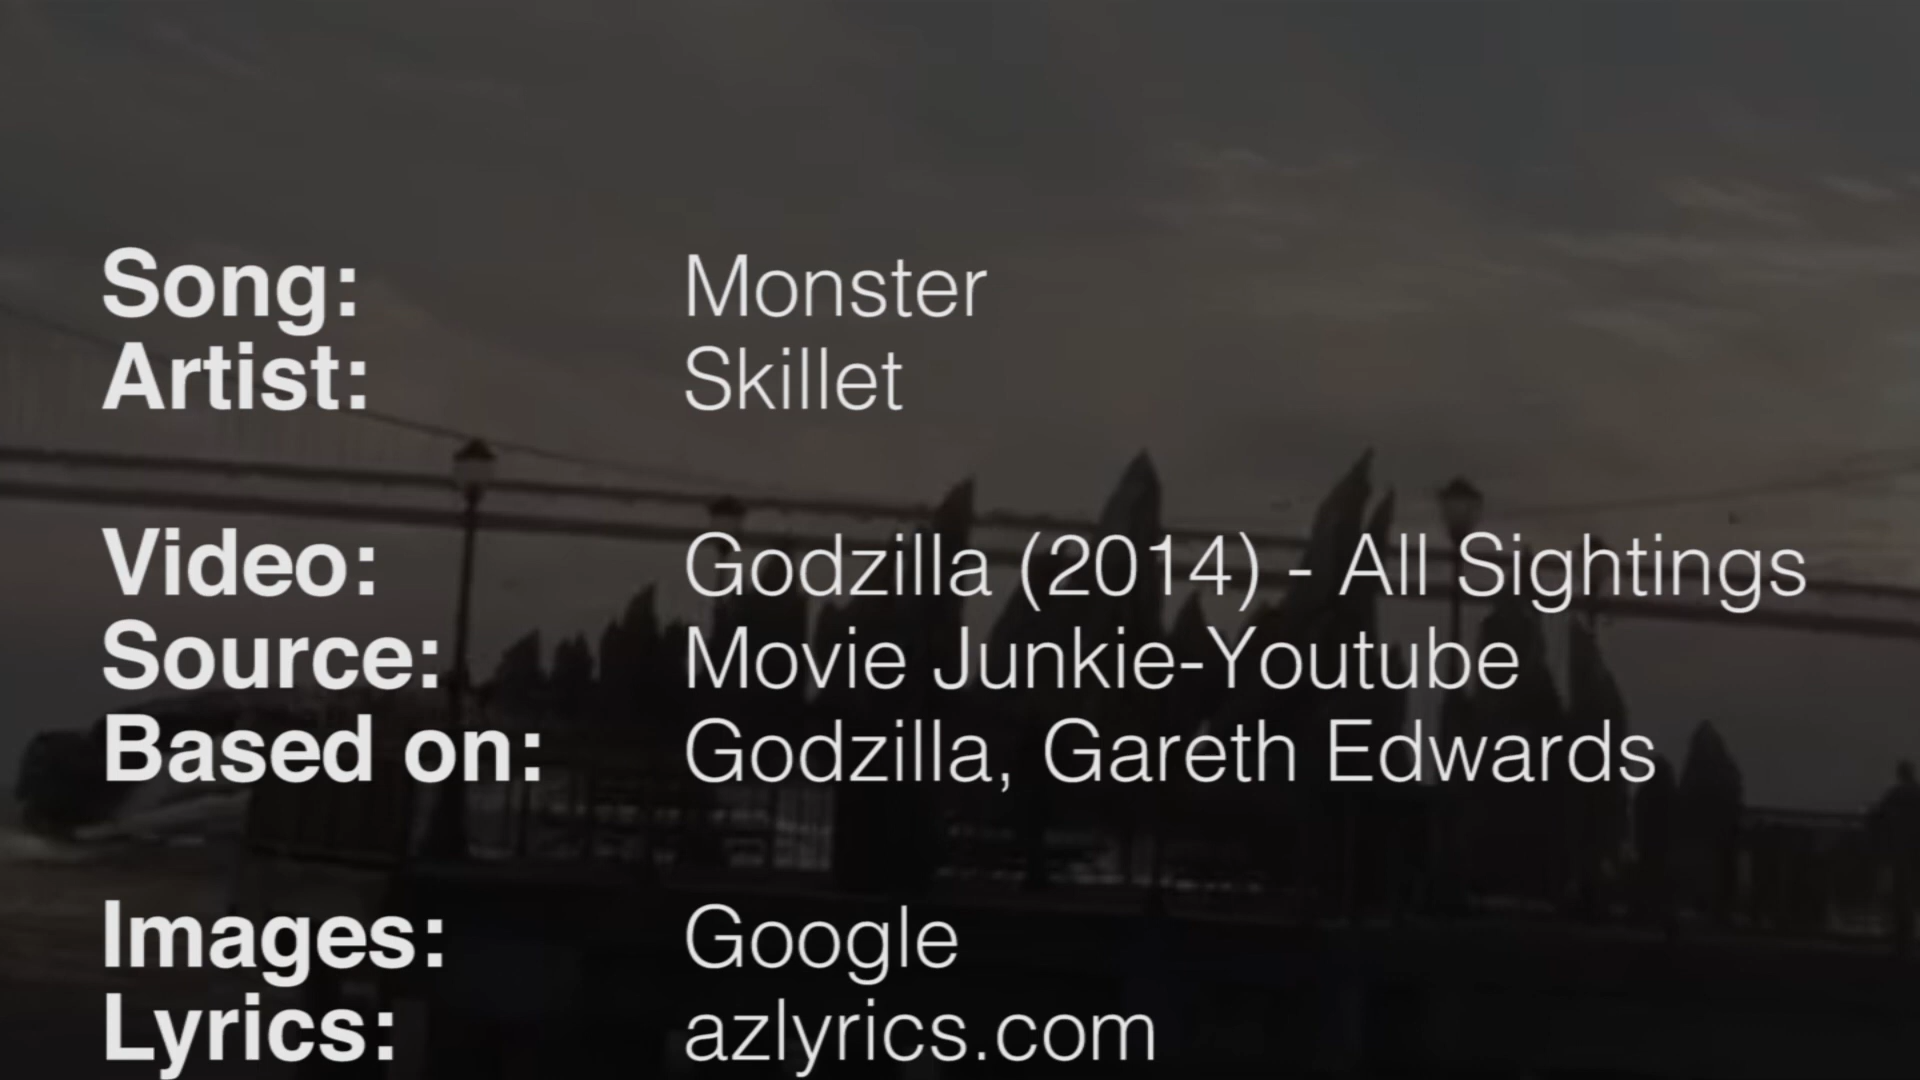 Song: Monster
Artist: Skillet
Video: Godzilla (2014) - All Sightings
Source: Movie Junkie-Youtube
Based on: Godzilla, Gareth Edwards
Images: Google
Lyrics: azlyrics.com